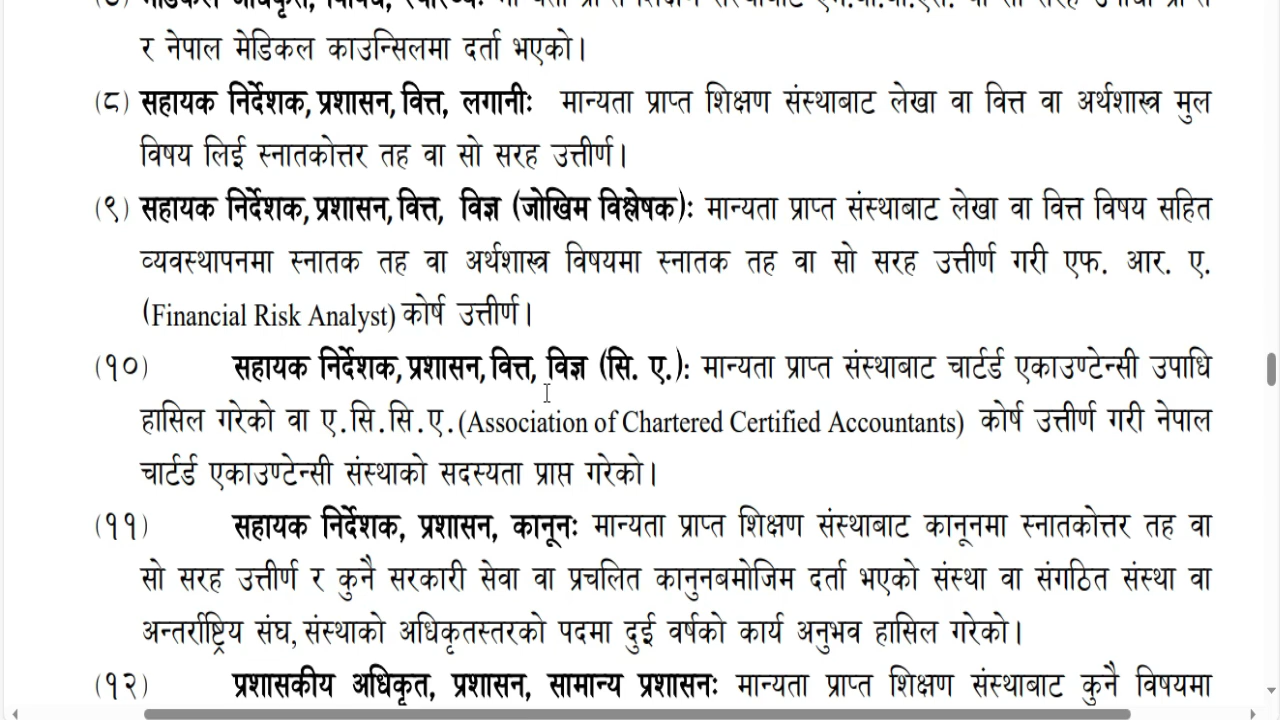 र नेपाल मेडिकल काउन्सिलमा दर्ता भएको।
(८) सहायक निर्देशक, प्रशासन, वित्त, लगानीः मान्यता प्राप्त शिक्षण संस्थाबाट लेखा वा वित्त वा अर्थशास्त्र मुल
विषय लिई स्नातकोत्तर तह वा सो सरह उत्तीर्ण।
(९) सहायक निर्देशक, प्रशासन, वित्त, विज्ञ (जोखिम विश्लेषक): मान्यता प्राप्त संस्थाबाट लेखा वा वित्त विषय सहित
व्यवस्थापनमा स्नातक तह वा अर्थशास्त्र विषयमा स्नातक तह वा सो सरह उत्तीर्ण गरी एफ. आर. ए.
(Financial Risk Analyst) कोर्ष उत्तीर्ण।
(१०) सहायक निर्देशक, प्रशासन, वित्त, विज्ञ (सि. ए.): मान्यता प्राप्त संस्थाबाट चार्टर्ड एकाउण्टेन्सी उपाधि
हासिल गरेको वा ए.सि.सि.ए.(Association of Chartered Certified Accountants) कोर्ष उत्तीर्ण गरी नेपाल
चार्टर्ड एकाउण्टेन्सी संस्थाको सदस्यता प्राप्त गरेको।
(११) सहायक निर्देशक, प्रशासन, कानूनः मान्यता प्राप्त शिक्षण संस्थाबाट कानूनमा स्नातकोत्तर तह वा
सो सरह उत्तीर्ण र कुनै सरकारी सेवा वा प्रचलित कानुनबमोजिम दर्ता भएको संस्था वा संगठित संस्था वा
अन्तर्राष्ट्रिय संघ, संस्थाको अधिकृतस्तरको पदमा दुई वर्षको कार्य अनुभव हासिल गरेको।
(१२) प्रशासकीय अधिकृत, प्रशासन, सामान्य प्रशासनः मान्यता प्राप्त शिक्षण संस्थाबाट कुनै विषयमा